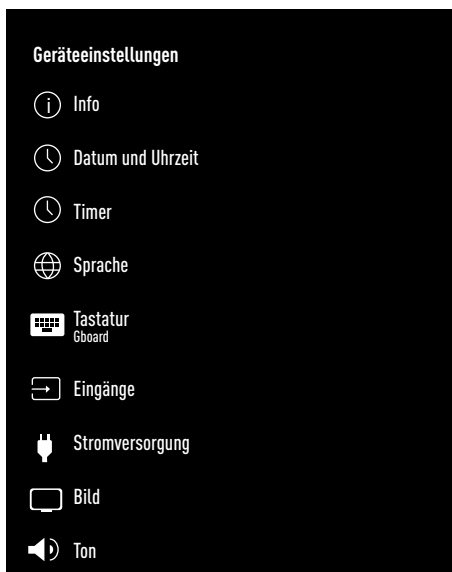 Geräteeinstellungen
Info
Datum und Uhrzeit
Timer
Sprache
Tastatur
Gboard
Eingänge
Stromversorgung
Bild
Ton